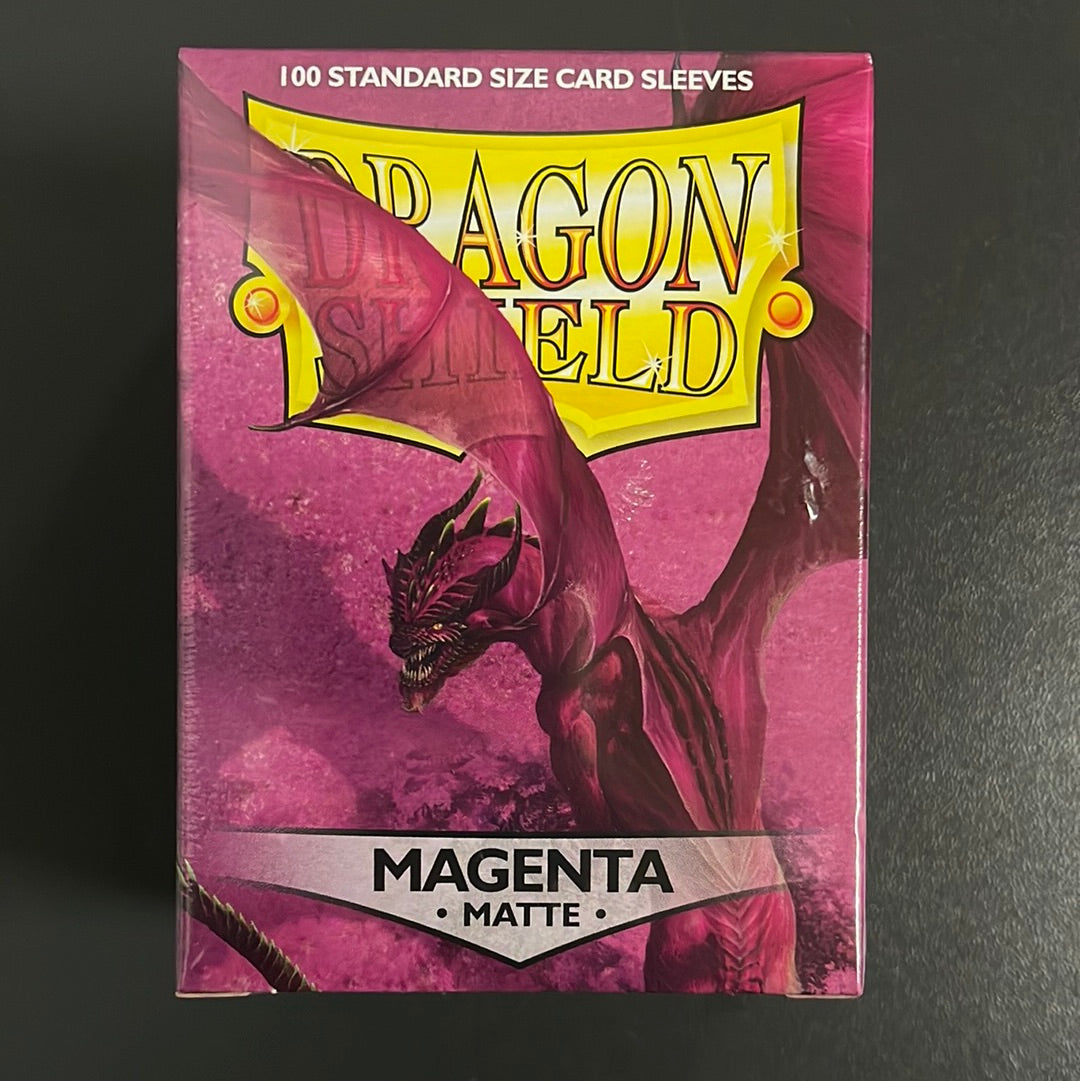 100 STANDARD SIZE CARD SLEEVES
DRAGON
SHIELD
MAGENTA
• MATTE •